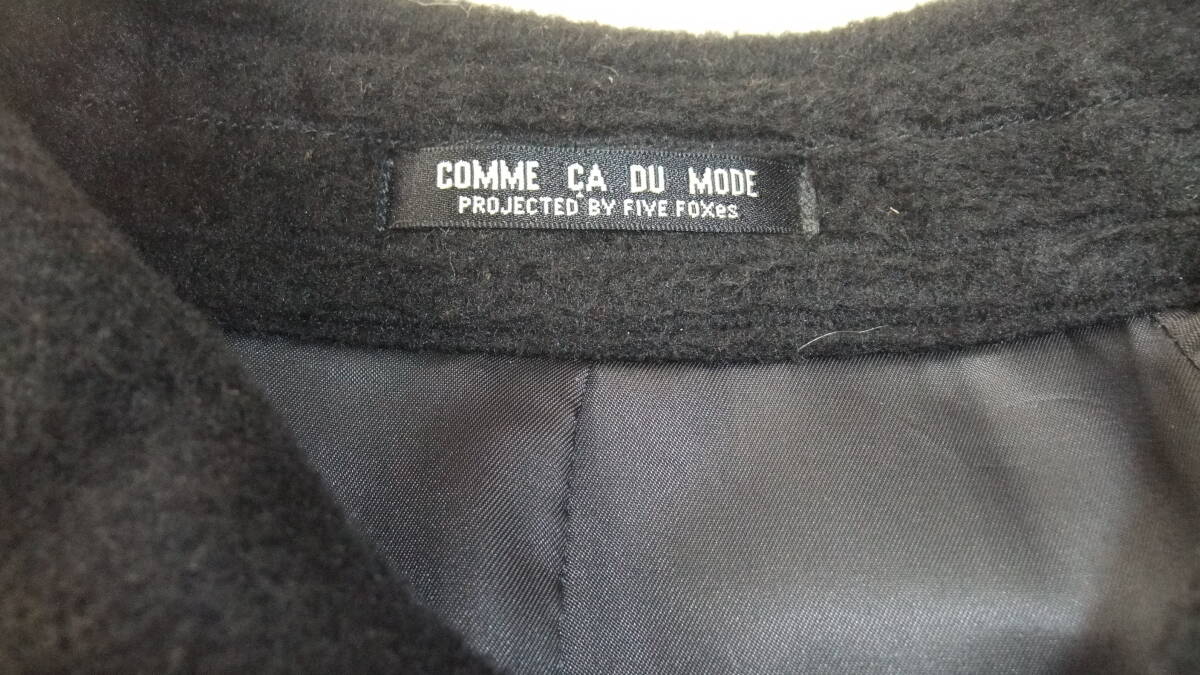 COMME ÇA DU MODE
PROJECTED BY FIVE FOXes